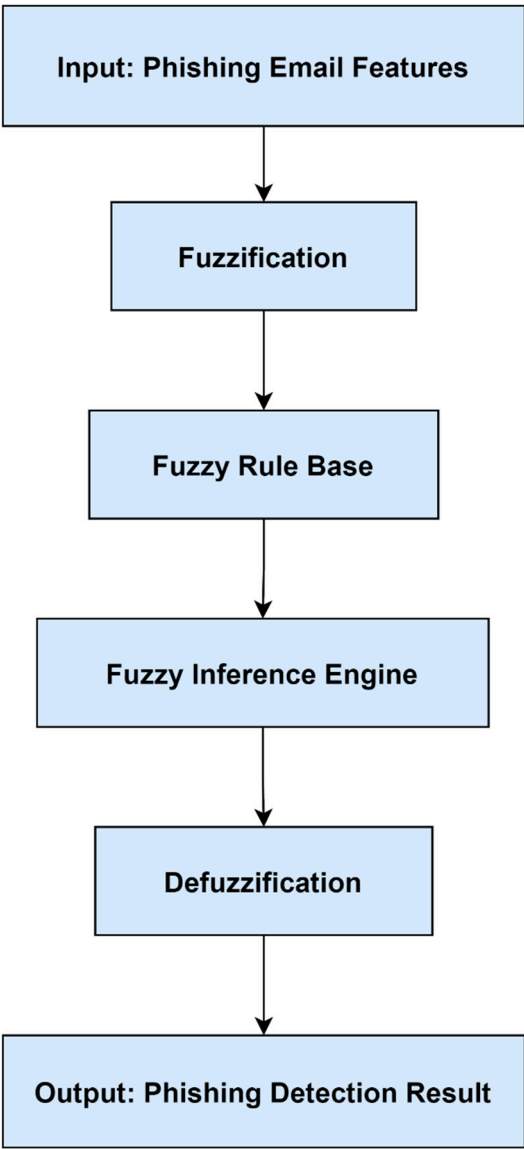 Input: Phishing Email Features
Fuzzification
Fuzzy Rule Base
Fuzzy Inference Engine
Defuzzification
Output: Phishing Detection Result